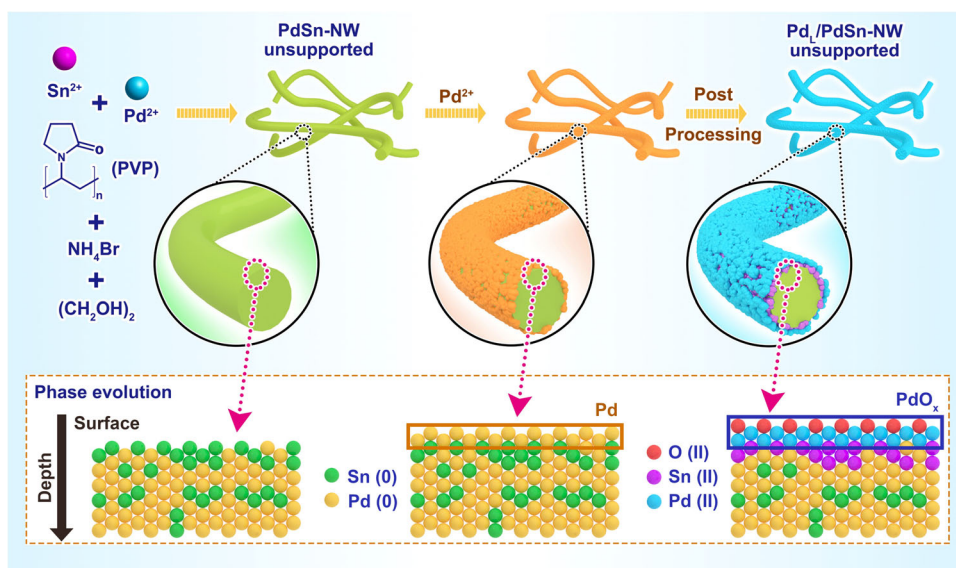 PdSn-NW
unsupported
Pd_L/PdSn-NW
unsupported
Sn²⁺
+
Pd²⁺
Pd²⁺
Post
Processing
N
O
n
(PVP)
+
NH₄Br
+
(CH₂OH)₂
Phase evolution
Surface
Depth
Pd
PdOₓ
Sn (0)
Pd (0)
O (II)
Sn (II)
Pd (II)